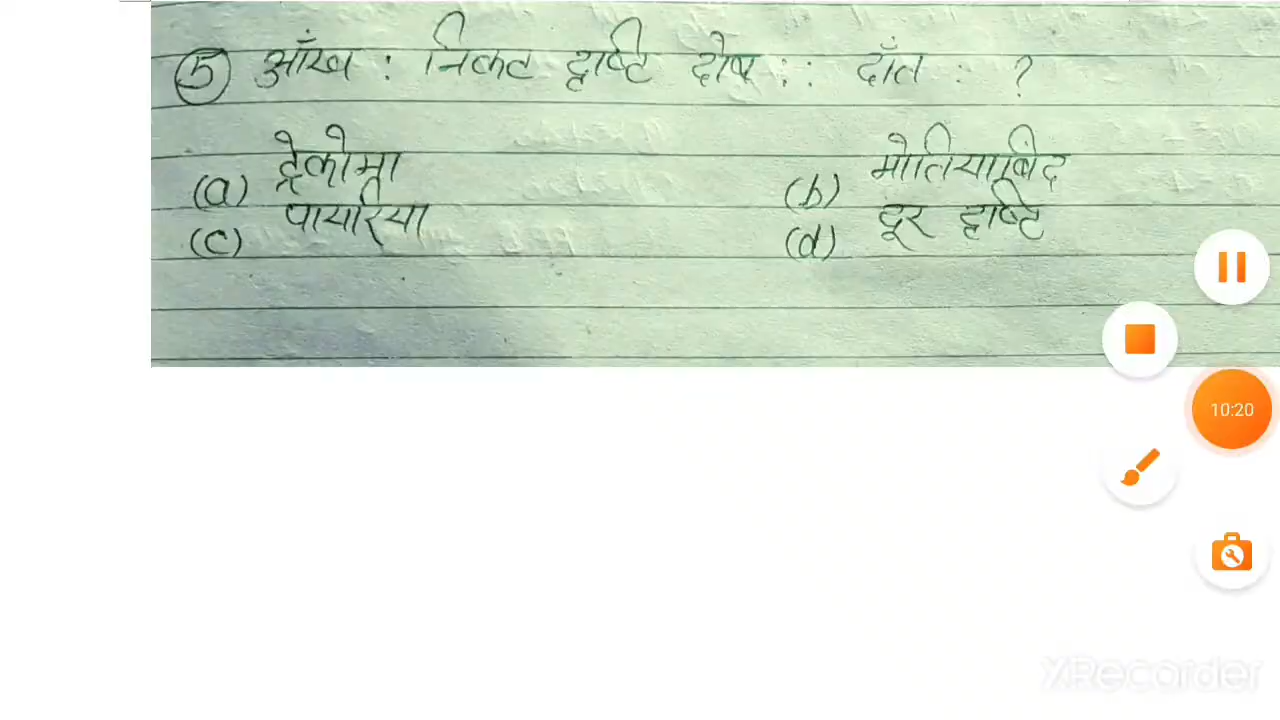 (5) आँख : निकट दृष्टि दोष :: दाँत : ?
(a) ट्रेकोमा (b) मोतियाबिंद
(c) पायरिया (d) दूर दृष्टि
10:20
XRecorder